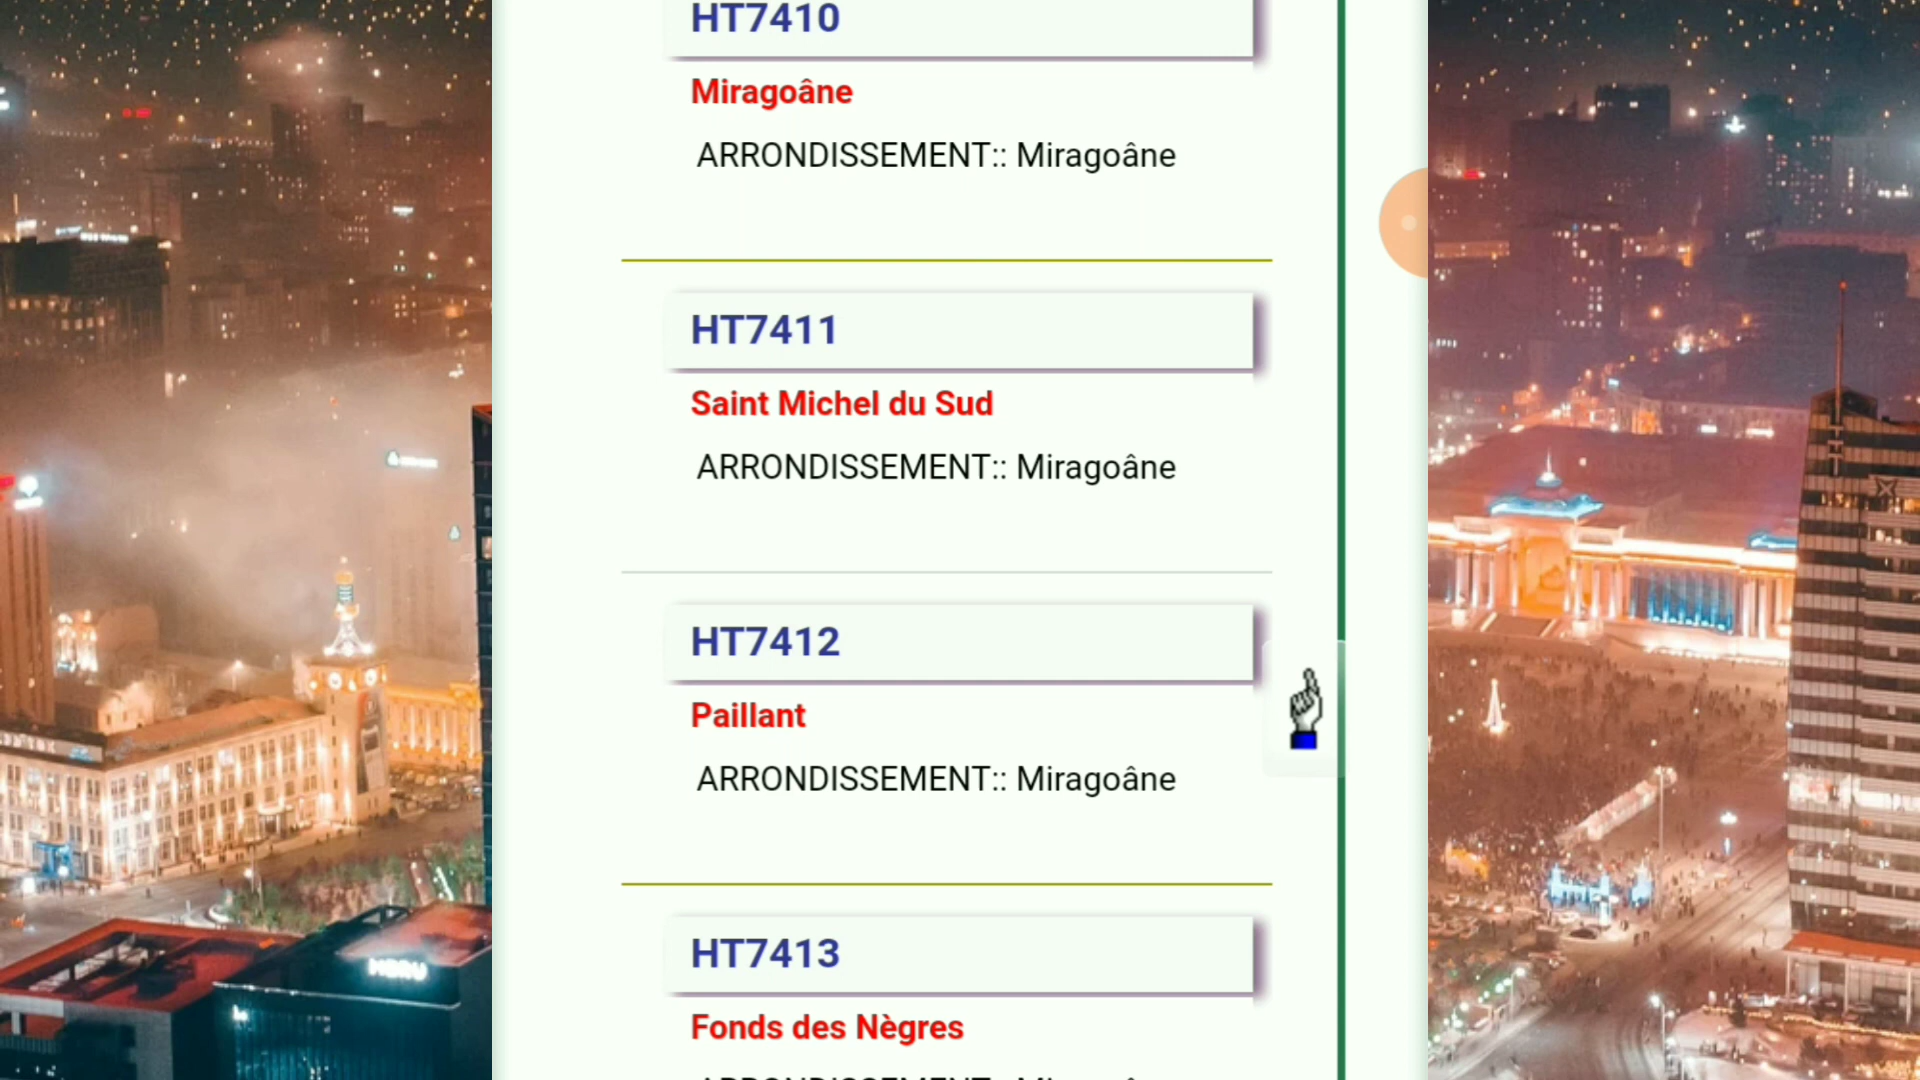 HT7410
Miragoâne
ARRONDISSEMENT:: Miragoâne
HT7411
Saint Michel du Sud
ARRONDISSEMENT:: Miragoâne
HT7412
Paillant
ARRONDISSEMENT:: Miragoâne
HT7413
Fonds des Nègres